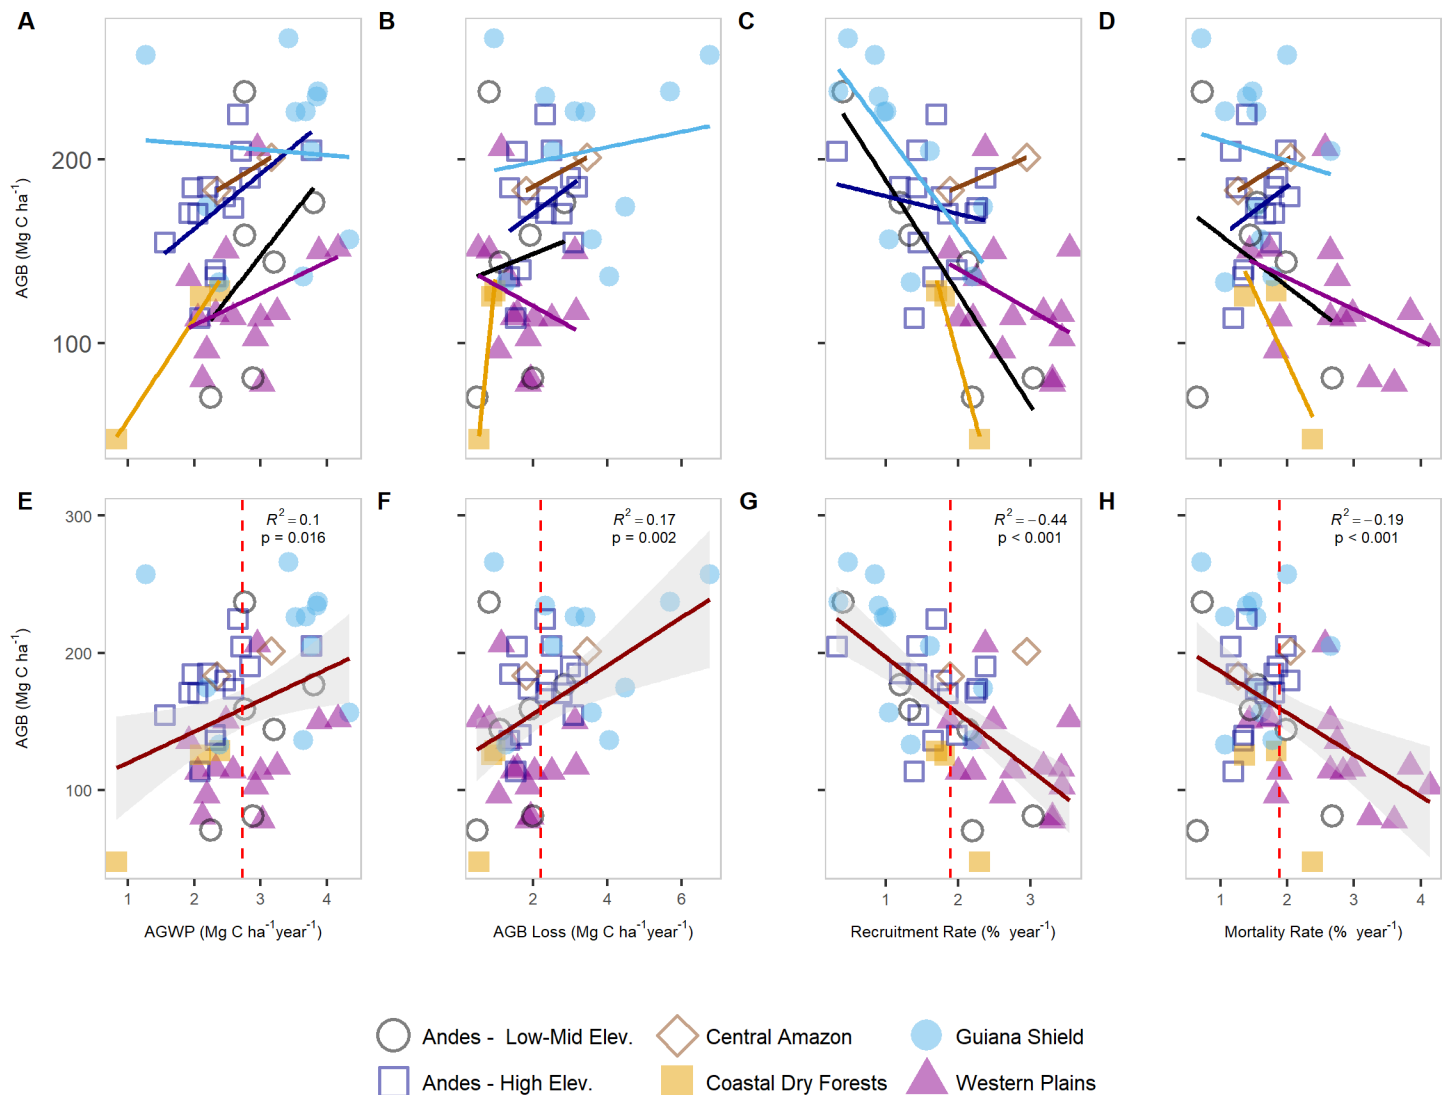 A B C D
AGB (Mg C ha⁻¹)
200
100
E F G H
R² = 0.1
p = 0.016
R² = 0.17
p = 0.002
R² = −0.44
p < 0.001
R² = −0.19
p < 0.001
AGB (Mg C ha⁻¹)
300
200
100
1 2 3 4
2 4 6
1 2 3
1 2 3 4
AGWP (Mg C ha⁻¹year⁻¹)
AGB Loss (Mg C ha⁻¹year⁻¹)
Recruitment Rate (% year⁻¹)
Mortality Rate (% year⁻¹)
Andes - Low-Mid Elev.
Central Amazon
Guiana Shield
Andes - High Elev.
Coastal Dry Forests
Western Plains